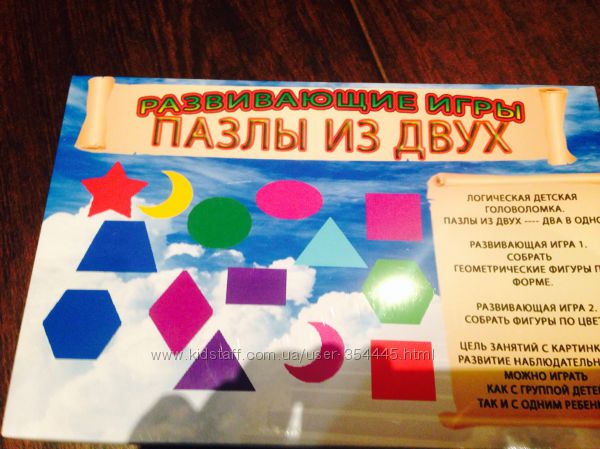 РАЗВИВАЮЩИЕ ИГРЫ
ПАЗЛЫ ИЗ ДВУХ
ЛОГИЧЕСКАЯ ДЕТСКАЯ
ГОЛОВОЛОМКА.
ПАЗЛЫ ИЗ ДВУХ ---- ДВА В ОДНО
РАЗВИВАЮЩАЯ ИГРА 1.
СОБРАТЬ
ГЕОМЕТРИЧЕСКИЕ ФИГУРЫ П
ФОРМЕ.
РАЗВИВАЮЩАЯ ИГРА 2.
СОБРАТЬ ФИГУРЫ ПО ЦВЕ
ЦЕЛЬ ЗАНЯТИЙ С КАРТИНК
РАЗВИТИЕ НАБЛЮДАТЕЛЬН
МОЖНО ИГРАТЬ
КАК С ГРУППОЙ ДЕТЕ
ТАК И С ОДНИМ РЕБЕН
www.kidstaff.com.ua/user-354445.html